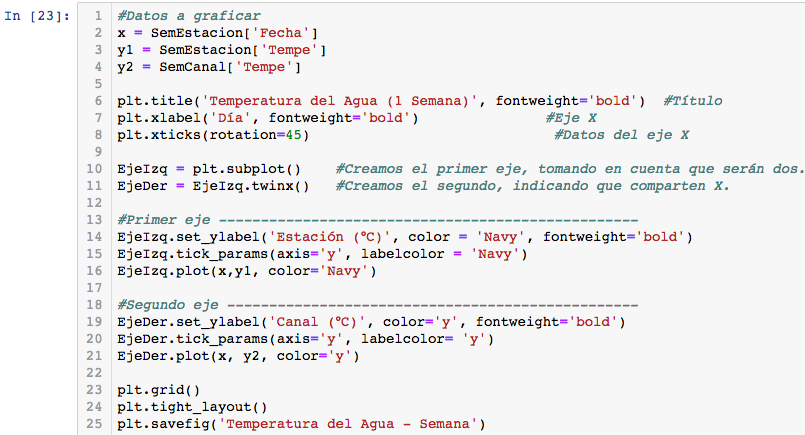 In [23]:
1 #Datos a graficar
2 x = SemEstacion['Fecha']
3 y1 = SemEstacion['Tempe']
4 y2 = SemCanal['Tempe']
5
6 plt.title('Temperatura del Agua (1 Semana)', fontweight='bold')  #Título
7 plt.xlabel('Día', fontweight='bold')               #Eje X
8 plt.xticks(rotation=45)                             #Datos del eje X
9
10 EjeIzq = plt.subplot()    #Creamos el primer eje, tomando en cuenta que serán dos.
11 EjeDer = EjeIzq.twinx()   #Creamos el segundo, indicando que comparten X.
12
13 #Primer eje --------------------------------------------------
14 EjeIzq.set_ylabel('Estación (°C)', color = 'Navy', fontweight='bold')
15 EjeIzq.tick_params(axis='y', labelcolor = 'Navy')
16 EjeIzq.plot(x,y1, color='Navy')
17
18 #Segundo eje -------------------------------------------------
19 EjeDer.set_ylabel('Canal (°C)', color='y', fontweight='bold')
20 EjeDer.tick_params(axis='y', labelcolor= 'y')
21 EjeDer.plot(x, y2, color='y')
22
23 plt.grid()
24 plt.tight_layout()
25 plt.savefig('Temperatura del Agua - Semana')